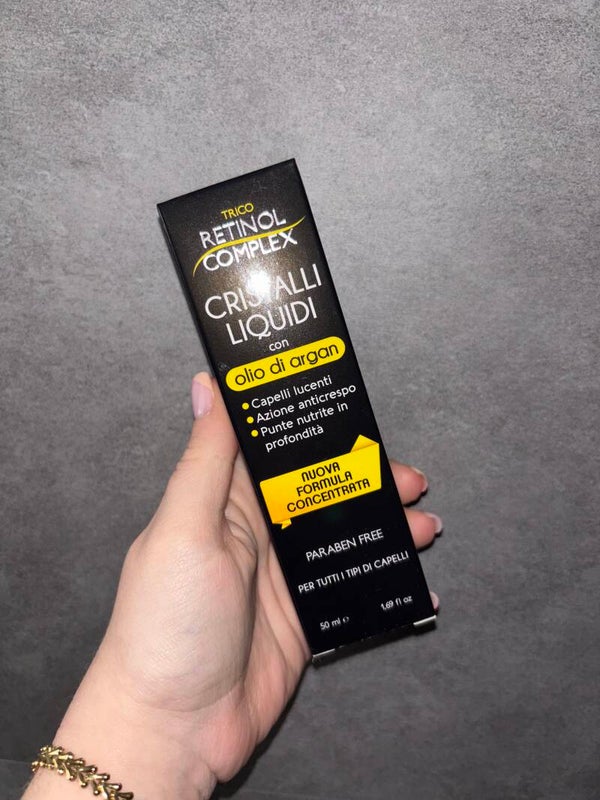 TRICO
RETINOL
COMPLEX
CRISTALLI
LIQUIDI
con
olio di argan
• Capelli lucenti
• Azione anticrespo
• Punte nutrite in
profondità
NUOVA
FORMULA
CONCENTRATA
PARABEN FREE
PER TUTTI I TIPI DI CAPELLI
50 ml ℮ 1,69 fl oz